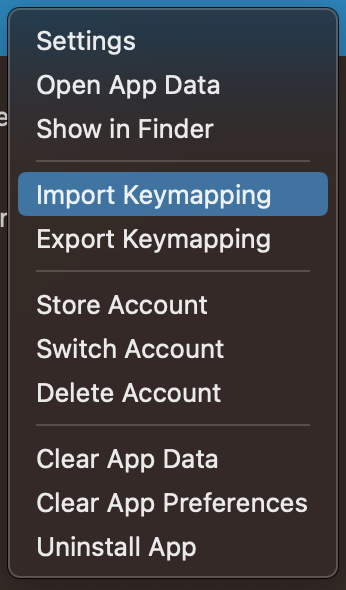 Settings
Open App Data
Show in Finder
Import Keymapping
Export Keymapping
Store Account
Switch Account
Delete Account
Clear App Data
Clear App Preferences
Uninstall App